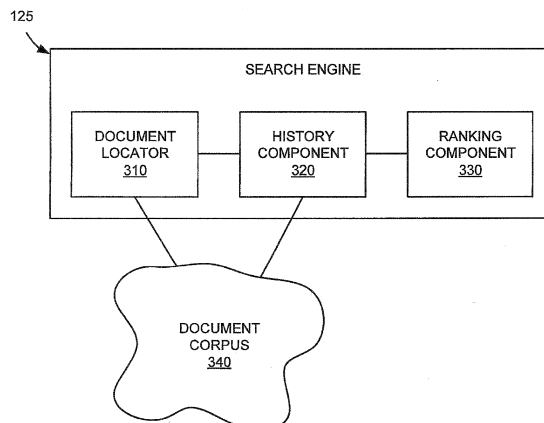 125
SEARCH ENGINE
DOCUMENT
LOCATOR
310
HISTORY
COMPONENT
320
RANKING
COMPONENT
330
DOCUMENT
CORPUS
340